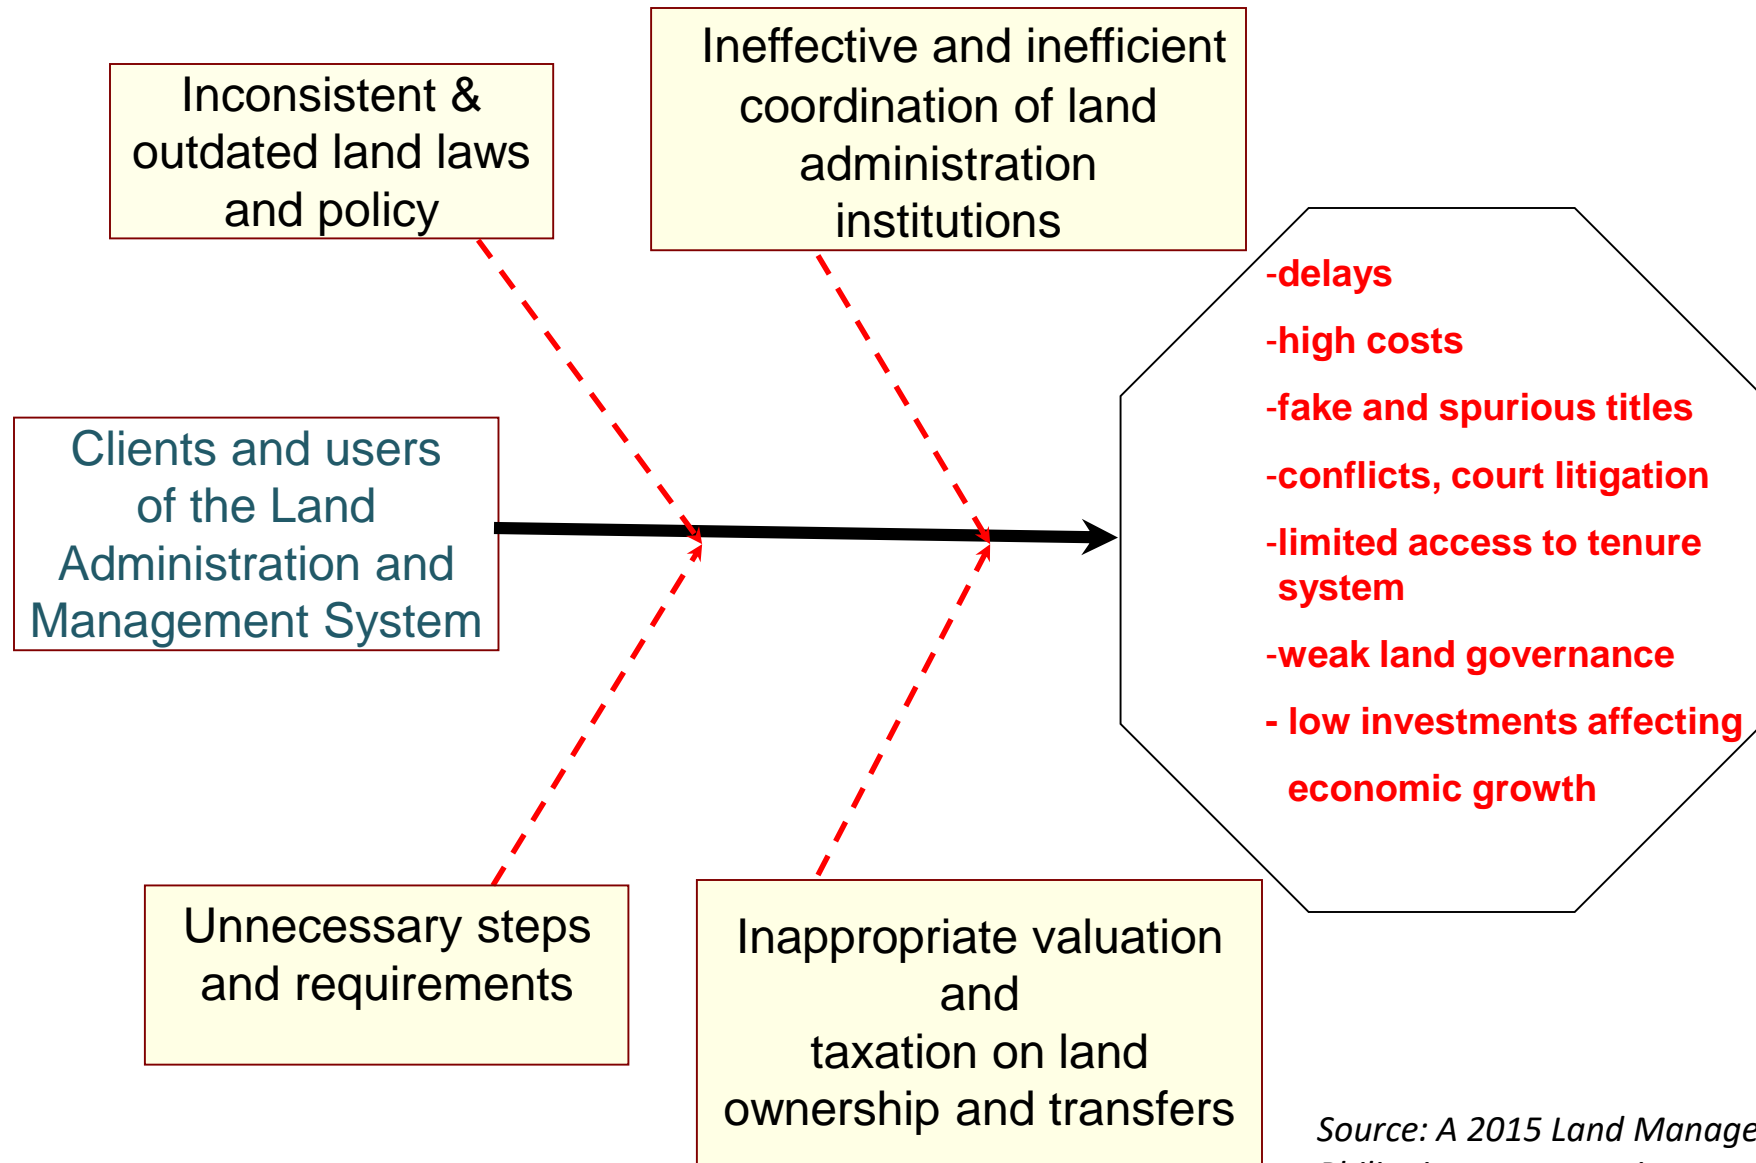 Inconsistent &
outdated land laws
and policy
Ineffective and inefficient
coordination of land
administration
institutions
Clients and users
of the Land
Administration and
Management System
-delays
-high costs
-fake and spurious titles
-conflicts, court litigation
-limited access to tenure
system
-weak land governance
- low investments affecting
economic growth
Unnecessary steps
and requirements
Inappropriate valuation
and
taxation on land
ownership and transfers
Source: A 2015 Land Manage